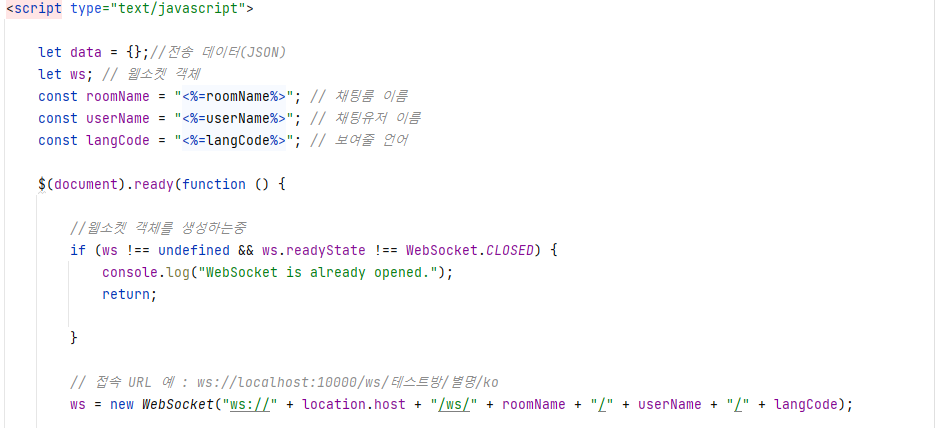 <script type="text/javascript">
let data = {};//전송 데이터(JSON)
let ws; // 웹소켓 객체
const roomName = "<%=roomName%>"; // 채팅룸 이름
const userName = "<%=userName%>"; // 채팅유저 이름
const langCode = "<%=langCode%>"; // 보여줄 언어
$(document).ready(function () {
//웹소켓 객체를 생성하는중
if (ws !== undefined && ws.readyState !== WebSocket.CLOSED) {
console.log("WebSocket is already opened.");
return;
}
// 접속 URL 예 : ws://localhost:10000/ws/테스트방/별명/ko
ws = new WebSocket("ws://" + location.host + "/ws/" + roomName + "/" + userName + "/" + langCode);